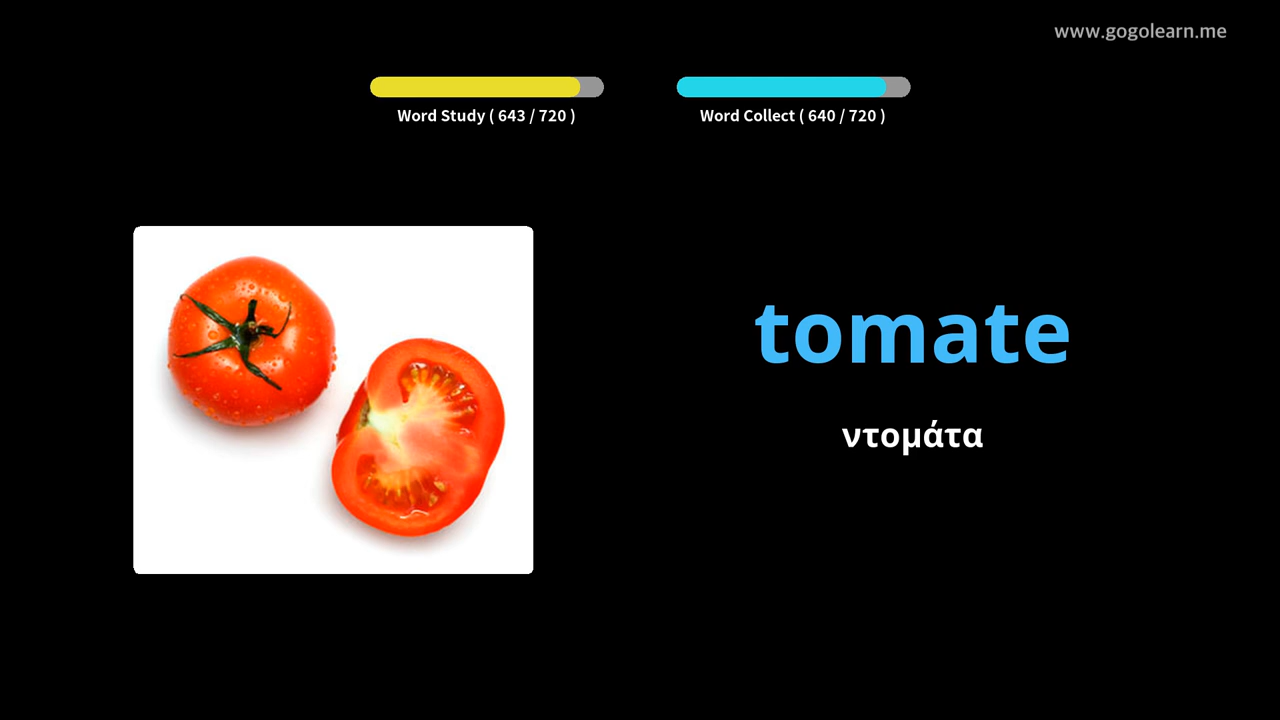 www.gogolearn.me
Word Study ( 643 / 720 )
Word Collect ( 640 / 720 )
tomate
ντομάτα